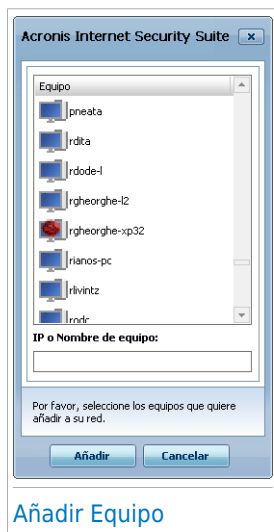 Acronis Internet Security Suite
Equipo
pneata
rdita
rdode-l
rgheorghe-l2
rgheorghe-xp32
rianos-pc
rlivintz
rodc
IP o Nombre de equipo:
Por favor, seleccione los equipos que quiere
añadir a su red.
Añadir Cancelar
Añadir Equipo